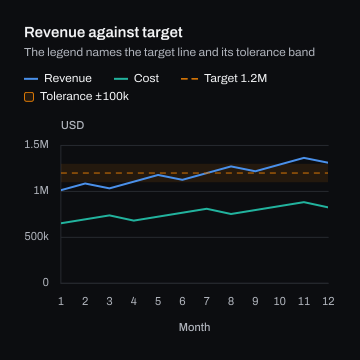 Revenue against target
The legend names the target line and its tolerance band
Revenue Cost Target 1.2M
Tolerance ±100k
USD
1.5M
1M
500k
0
1 2 3 4 5 6 7 8 9 10 11 12
Month